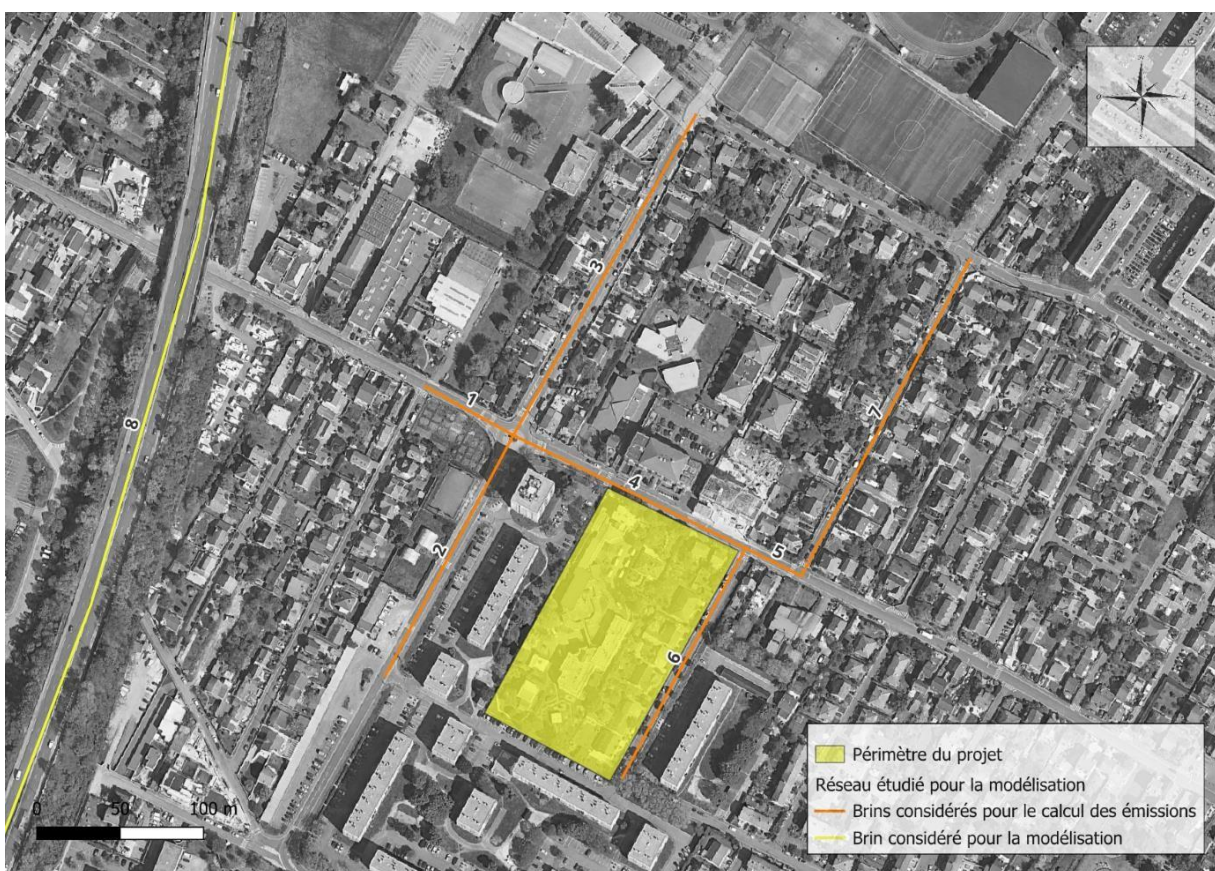 3
1
8
7
4
2
5
6
0 50 100 m
Périmètre du projet
Réseau étudié pour la modélisation
Brins considérés pour le calcul des émissions
Brin considéré pour la modélisation